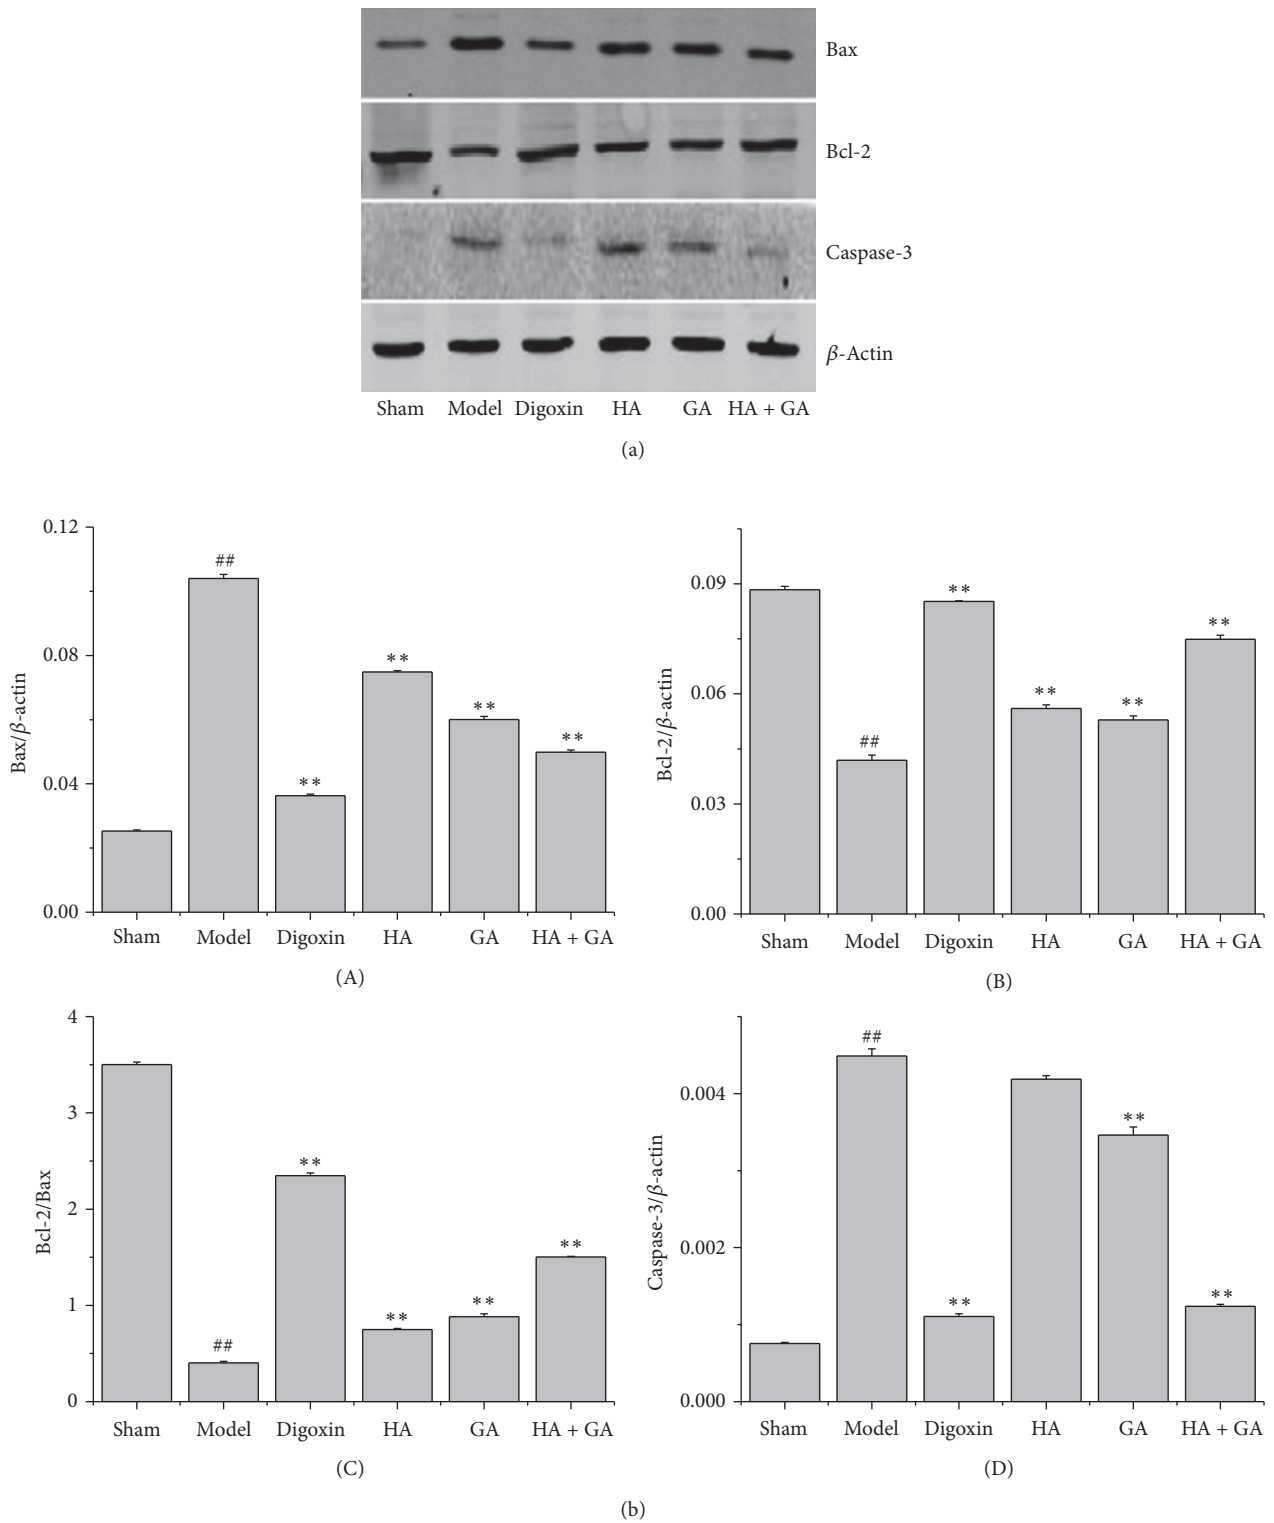 Bax
Bcl-2
Caspase-3
β-Actin
Sham Model Digoxin HA GA HA + GA
(a)
0.12
0.08
0.04
0.00
Bax/β-actin
##
**
**
**
**
Sham Model Digoxin HA GA HA + GA
(A)
0.09
0.06
0.03
0.00
Bcl-2/β-actin
##
**
**
**
**
Sham Model Digoxin HA GA HA + GA
(B)
4
3
2
1
0
Bcl-2/Bax
##
**
**
**
**
Sham Model Digoxin HA GA HA + GA
(C)
0.004
0.002
0.000
Caspase-3/β-actin
##
**
**
**
Sham Model Digoxin HA GA HA + GA
(D)
(b)